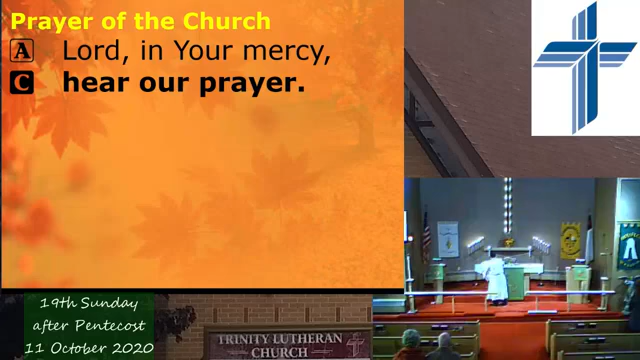 Prayer of the Church
A Lord, in Your mercy,
C hear our prayer.
19th Sunday
after Pentecost
11 October 2020
TRINITY LUTHERAN
CHURCH